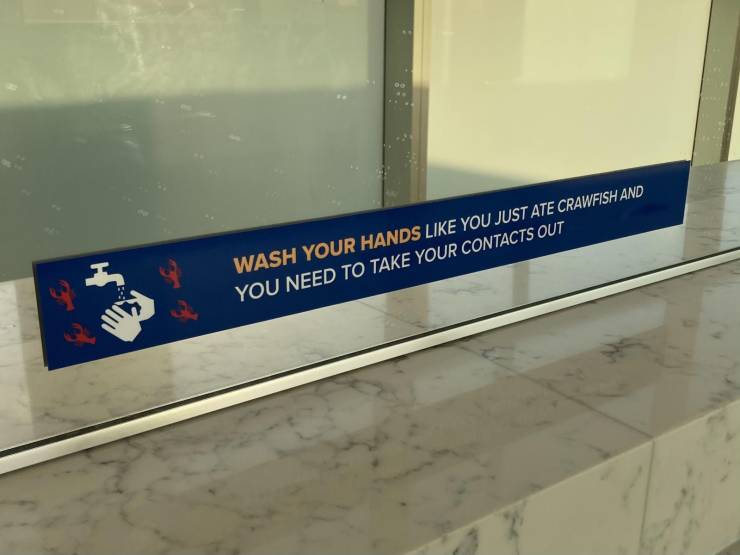 WASH YOUR HANDS LIKE YOU JUST ATE CRAWFISH AND
YOU NEED TO TAKE YOUR CONTACTS OUT